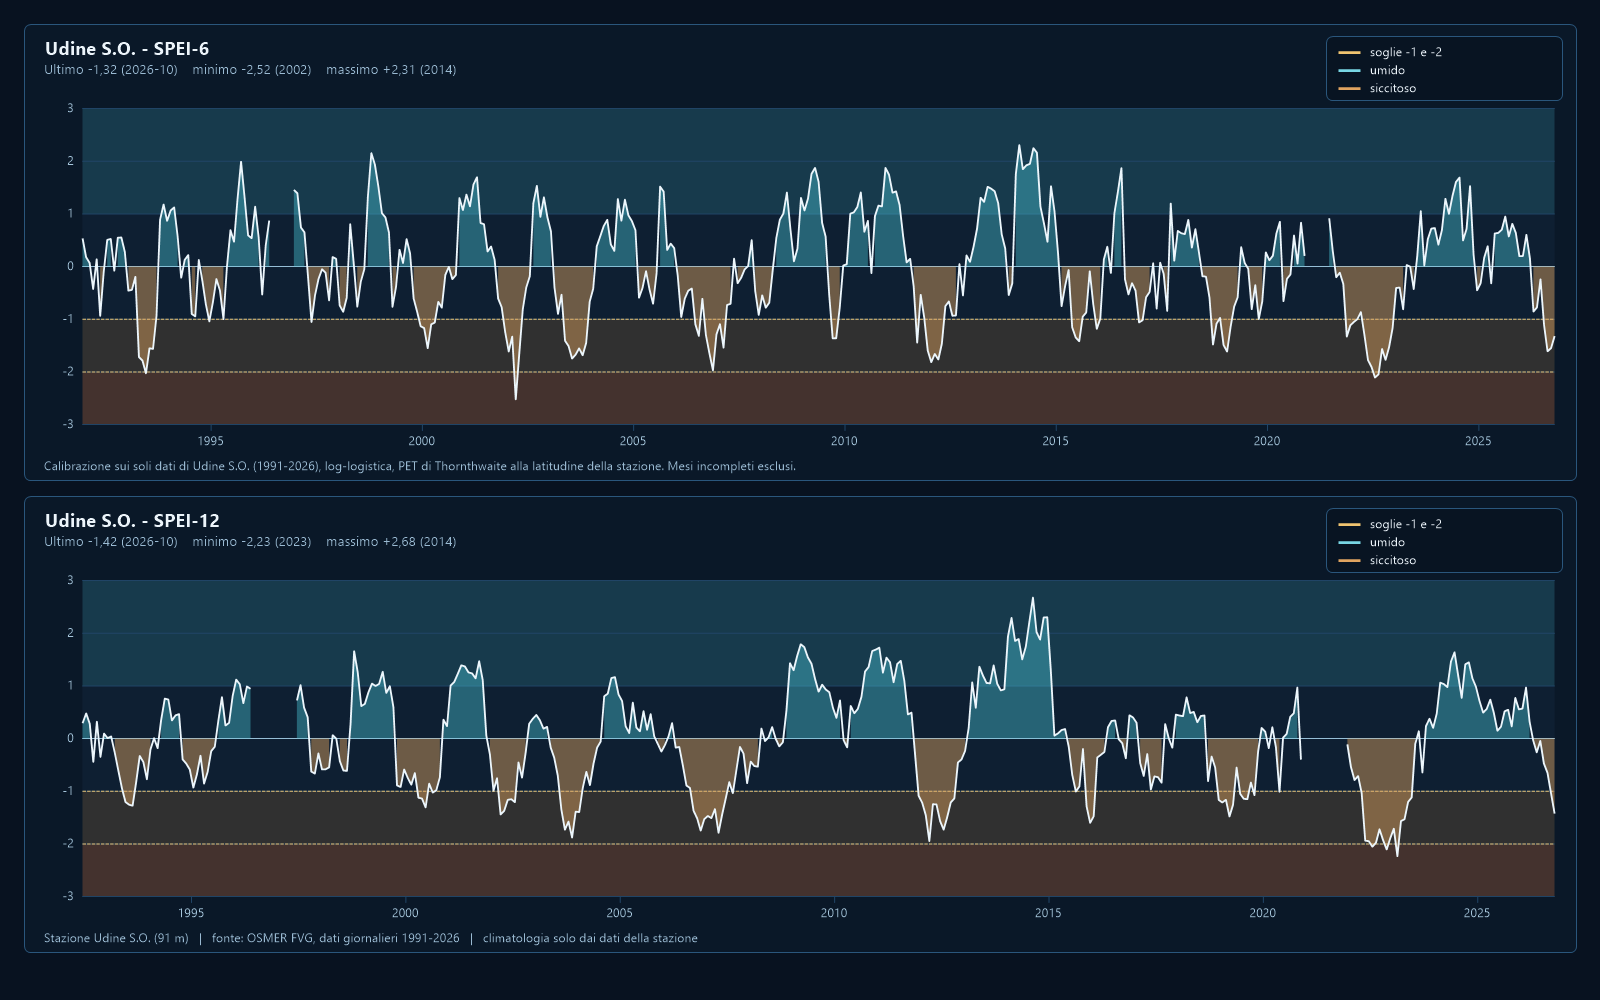 Udine S.O. - SPEI-6
Ultimo -1,32 (2026-10) minimo -2,52 (2002) massimo +2,31 (2014)
soglie -1 e -2
umido
siccitoso
3
2
1
0
-1
-2
-3
1995 2000 2005 2010 2015 2020 2025
Calibrazione sui soli dati di Udine S.O. (1991-2026), log-logistica, PET di Thornthwaite alla latitudine della stazione. Mesi incompleti esclusi.
Udine S.O. - SPEI-12
Ultimo -1,42 (2026-10) minimo -2,23 (2023) massimo +2,68 (2014)
soglie -1 e -2
umido
siccitoso
3
2
1
0
-1
-2
-3
1995 2000 2005 2010 2015 2020 2025
Stazione Udine S.O. (91 m) | fonte: OSMER FVG, dati giornalieri 1991-2026 | climatologia solo dai dati della stazione